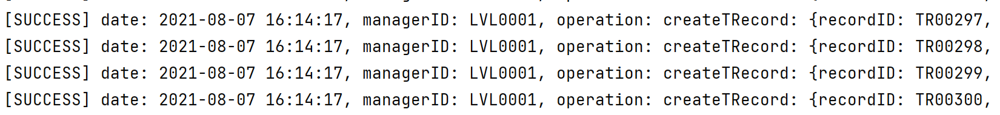 [SUCCESS] date: 2021-08-07 16:14:17, managerID: LVL0001, operation: createTRecord: {recordID: TR00297,
[SUCCESS] date: 2021-08-07 16:14:17, managerID: LVL0001, operation: createTRecord: {recordID: TR00298,
[SUCCESS] date: 2021-08-07 16:14:17, managerID: LVL0001, operation: createTRecord: {recordID: TR00299,
[SUCCESS] date: 2021-08-07 16:14:17, managerID: LVL0001, operation: createTRecord: {recordID: TR00300,